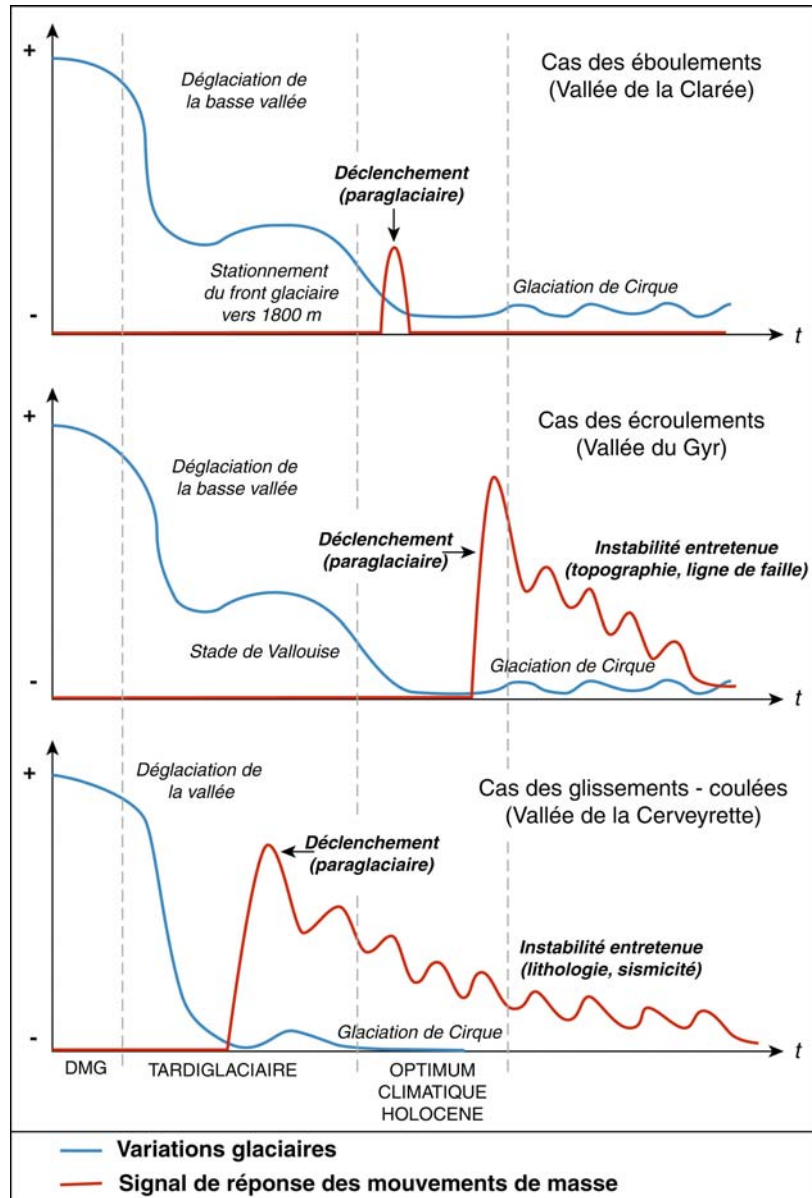 +
Déglaciation de
la basse vallée
Cas des éboulements
(Vallée de la Clarée)
Déclenchement
(paraglaciaire)
Stationnement
du front glaciaire
vers 1800 m
Glaciation de Cirque
-
t
+
Déglaciation de
la basse vallée
Cas des écroulements
(Vallée du Gyr)
Déclenchement
(paraglaciaire)
Instabilité entretenue
(topographie, ligne de faille)
Stade de Vallouise
Glaciation de Cirque
-
t
+
Déglaciation de
la vallée
Cas des glissements - coulées
(Vallée de la Cerveyrette)
Déclenchement
(paraglaciaire)
Instabilité entretenue
(lithologie, sismicité)
Glaciation de Cirque
-
t
DMG
TARDIGLACIAIRE
OPTIMUM
CLIMATIQUE
HOLOCENE
Variations glaciaires
Signal de réponse des mouvements de masse